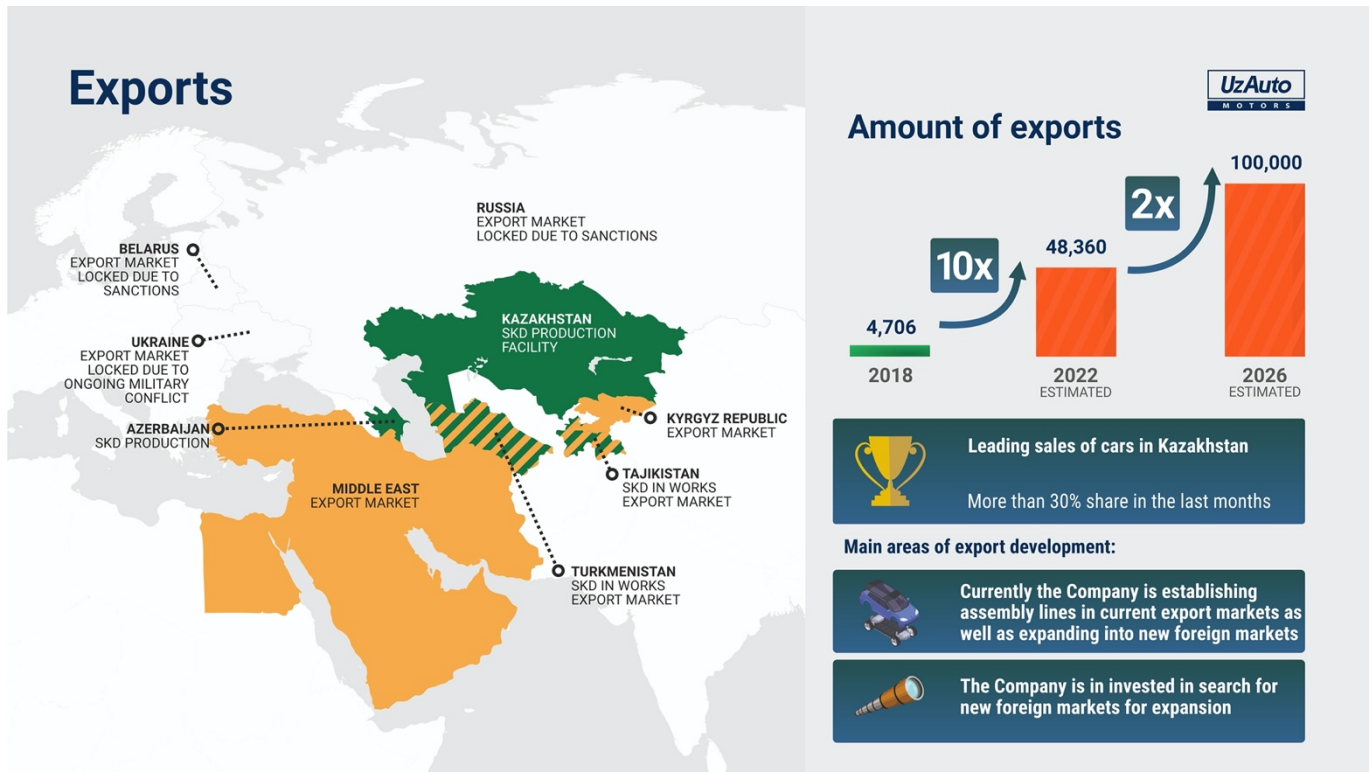 Exports
RUSSIA
EXPORT MARKET
LOCKED DUE TO SANCTIONS
BELARUS
EXPORT MARKET
LOCKED DUE TO
SANCTIONS
UKRAINE
EXPORT MARKET
LOCKED DUE TO
ONGOING MILITARY
CONFLICT
KAZAKHSTAN
SKD PRODUCTION
FACILITY
AZERBAIJAN
SKD PRODUCTION
KYRGYZ REPUBLIC
EXPORT MARKET
MIDDLE EAST
EXPORT MARKET
TAJIKISTAN
SKD IN WORKS
EXPORT MARKET
TURKMENISTAN
SKD IN WORKS
EXPORT MARKET
UzAuto
MOTORS
Amount of exports
100,000
2x
48,360
10x
4,706
2018
2022
ESTIMATED
2026
ESTIMATED
Leading sales of cars in Kazakhstan
More than 30% share in the last months
Main areas of export development:
Currently the Company is establishing
assembly lines in current export markets as
well as expanding into new foreign markets
The Company is in invested in search for
new foreign markets for expansion